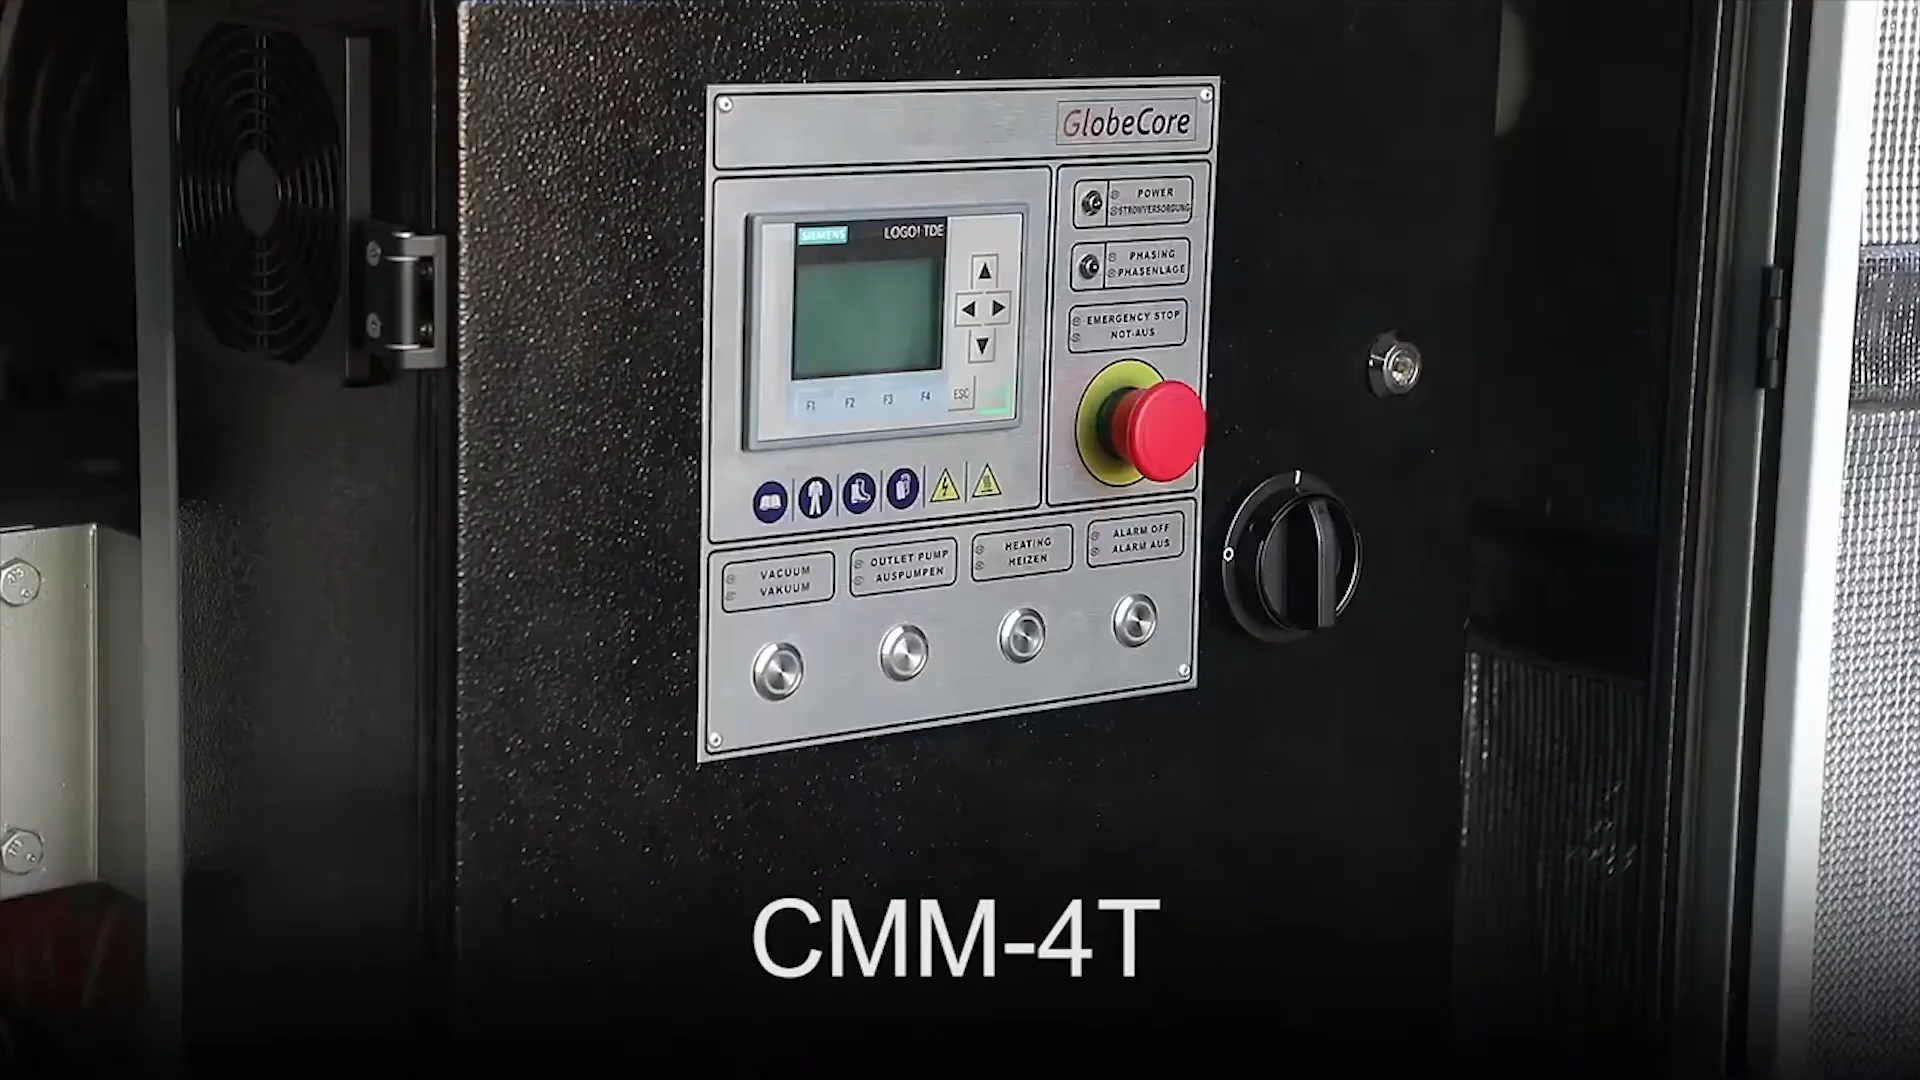 GlobeCore
SIEMENS
LOGO! TDE
F1 F2 F3 F4 ESC
POWER
STROMVERSORGUNG
PHASING
PHASENLAGE
EMERGENCY STOP
NOT-AUS
VACUUM
VAKUUM
OUTLET PUMP
AUSPUMPEN
HEATING
HEIZEN
ALARM OFF
ALARM AUS
CMM-4T